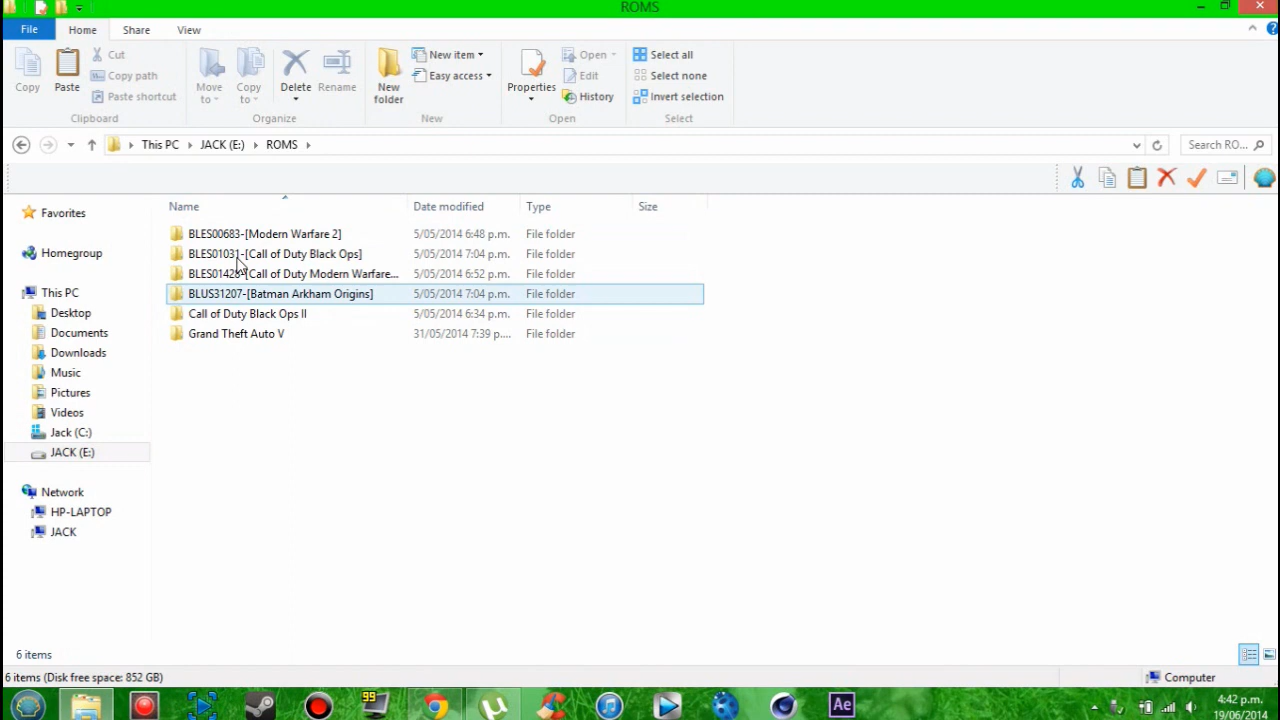 ROMS
File Home Share View
Cut
Copy path
Paste shortcut
Copy Paste
Clipboard
Move to Copy to Delete Rename
Organize
New folder
New item
Easy access
New
Properties
Open
Edit
History
Open
Select all
Select none
Invert selection
Select
This PC JACK (E:) ROMS
Search RO...
Name Date modified Type Size
Favorites
Homegroup
This PC
Desktop
Documents
Downloads
Music
Pictures
Videos
Jack (C:)
JACK (E:)
Network
HP-LAPTOP
JACK
BLES00683-[Modern Warfare 2] 5/05/2014 6:48 p.m. File folder
BLES01031-[Call of Duty Black Ops] 5/05/2014 7:04 p.m. File folder
[Call of Duty Modern Warfare... 5/05/2014 6:52 p.m. File folder
BLUS31207-[Batman Arkham Origins] 5/05/2014 7:04 p.m. File folder
Call of Duty Black Ops II 5/05/2014 6:34 p.m. File folder
Grand Theft Auto V 31/05/2014 7:39 p.... File folder
6 items
6 items (Disk free space: 852 GB) Computer
99
Ae
4:42 p.m.
19/06/2014